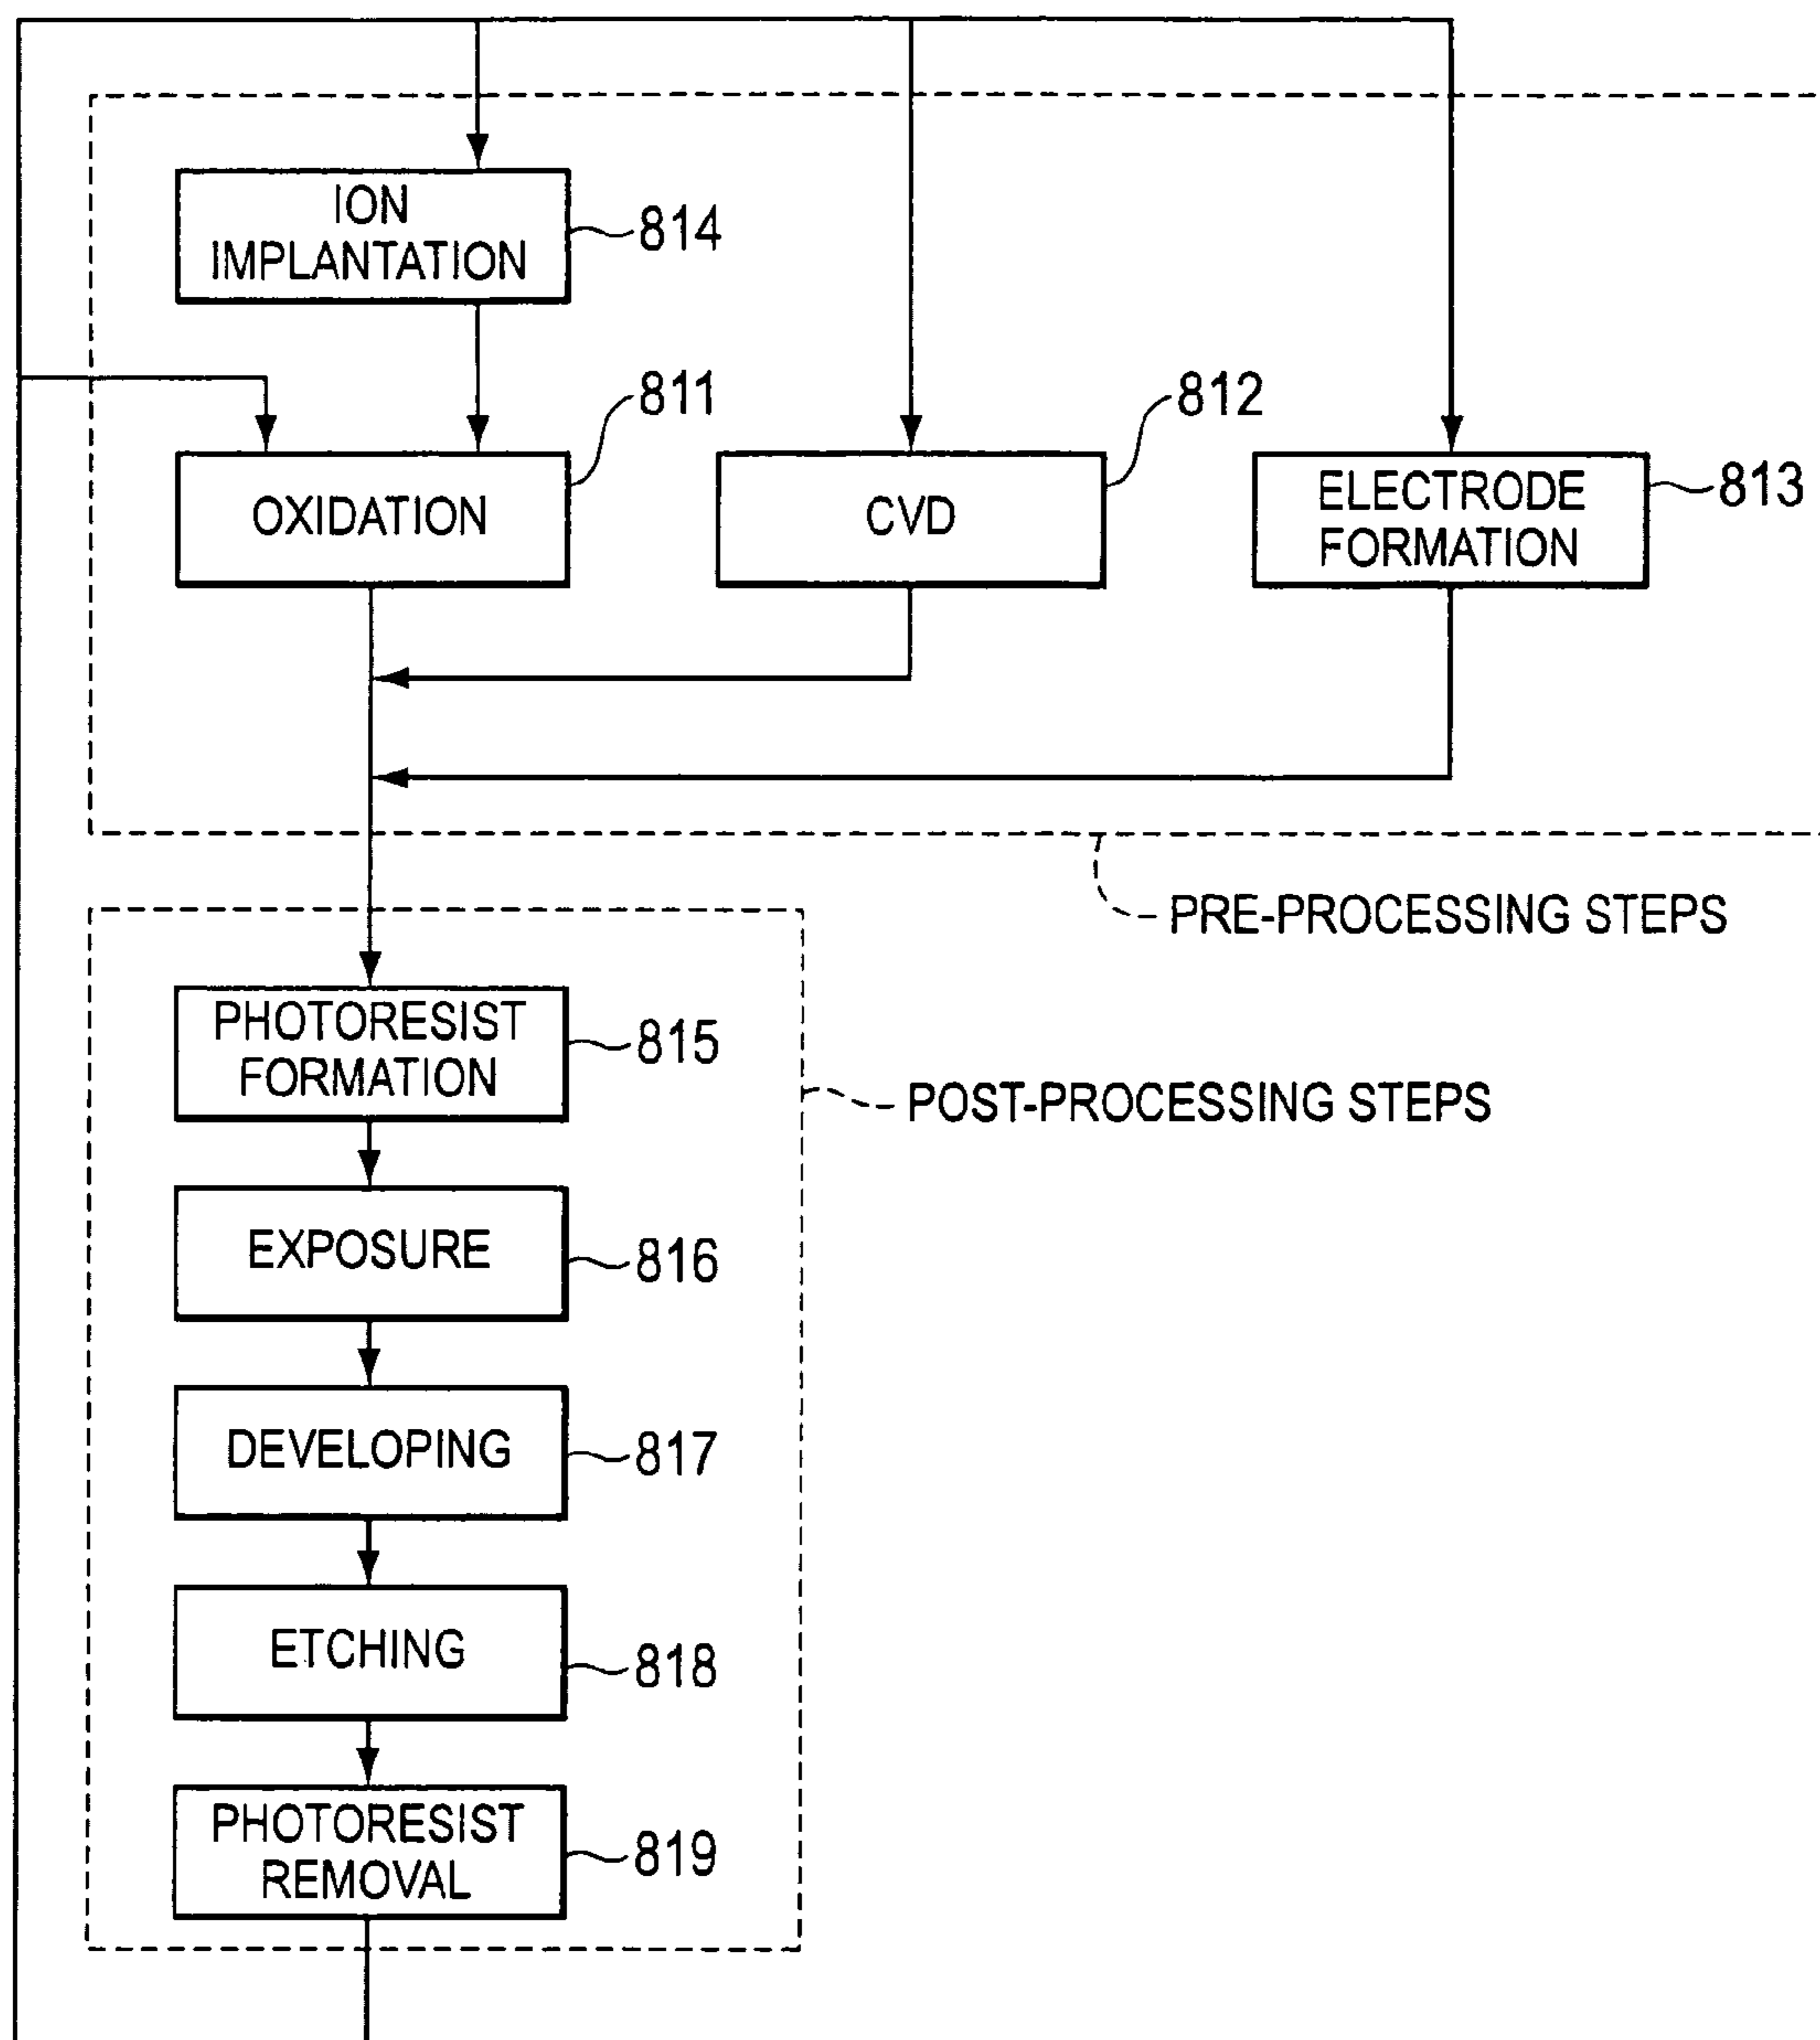 ION
IMPLANTATION
814
811
812
813
OXIDATION
CVD
ELECTRODE
FORMATION
PRE-PROCESSING STEPS
PHOTORESIST
FORMATION
815
POST-PROCESSING STEPS
EXPOSURE
816
DEVELOPING
817
ETCHING
818
PHOTORESIST
REMOVAL
819